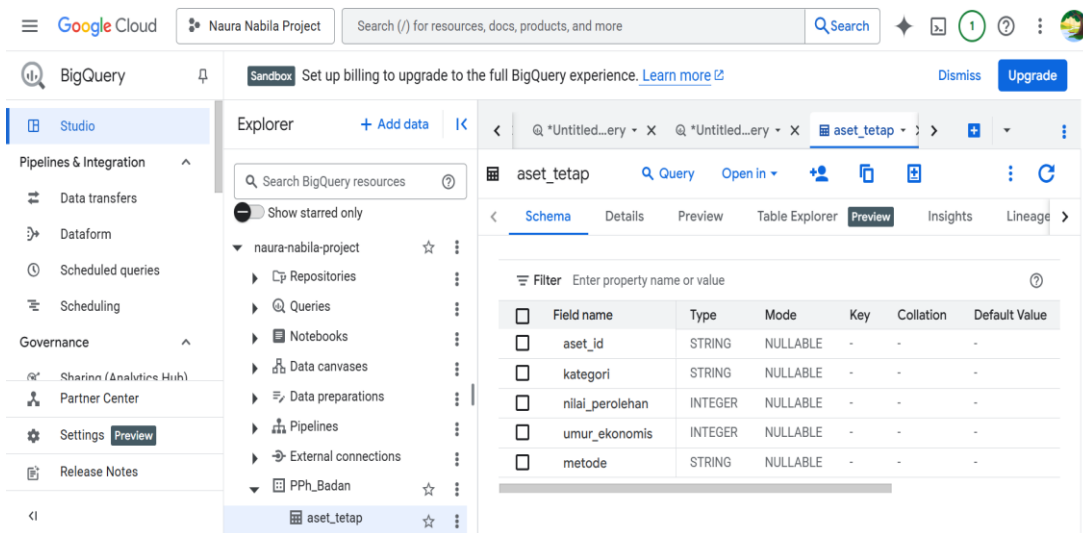 Google Cloud
Naura Nabila Project
Search (/) for resources, docs, products, and more
Search
1
BigQuery
Sandbox Set up billing to upgrade to the full BigQuery experience. Learn more
Dismiss
Upgrade
Studio
Pipelines & Integration
Data transfers
Dataform
Scheduled queries
Scheduling
Governance
Sharing (Analytics Hub)
Partner Center
Settings Preview
Release Notes
Explorer
+ Add data
Search BigQuery resources
Show starred only
naura-nabila-project
Repositories
Queries
Notebooks
Data canvases
Data preparations
Pipelines
External connections
PPh_Badan
aset_tetap
*Untitled...ery
*Untitled...ery
aset_tetap
aset_tetap
Query
Open in
Schema Details Preview Table Explorer Preview Insights Lineage
Filter Enter property name or value
Field name Type Mode Key Collation Default Value
aset_id STRING NULLABLE - - -
kategori STRING NULLABLE - - -
nilai_perolehan INTEGER NULLABLE - - -
umur_ekonomis INTEGER NULLABLE - - -
metode STRING NULLABLE - - -